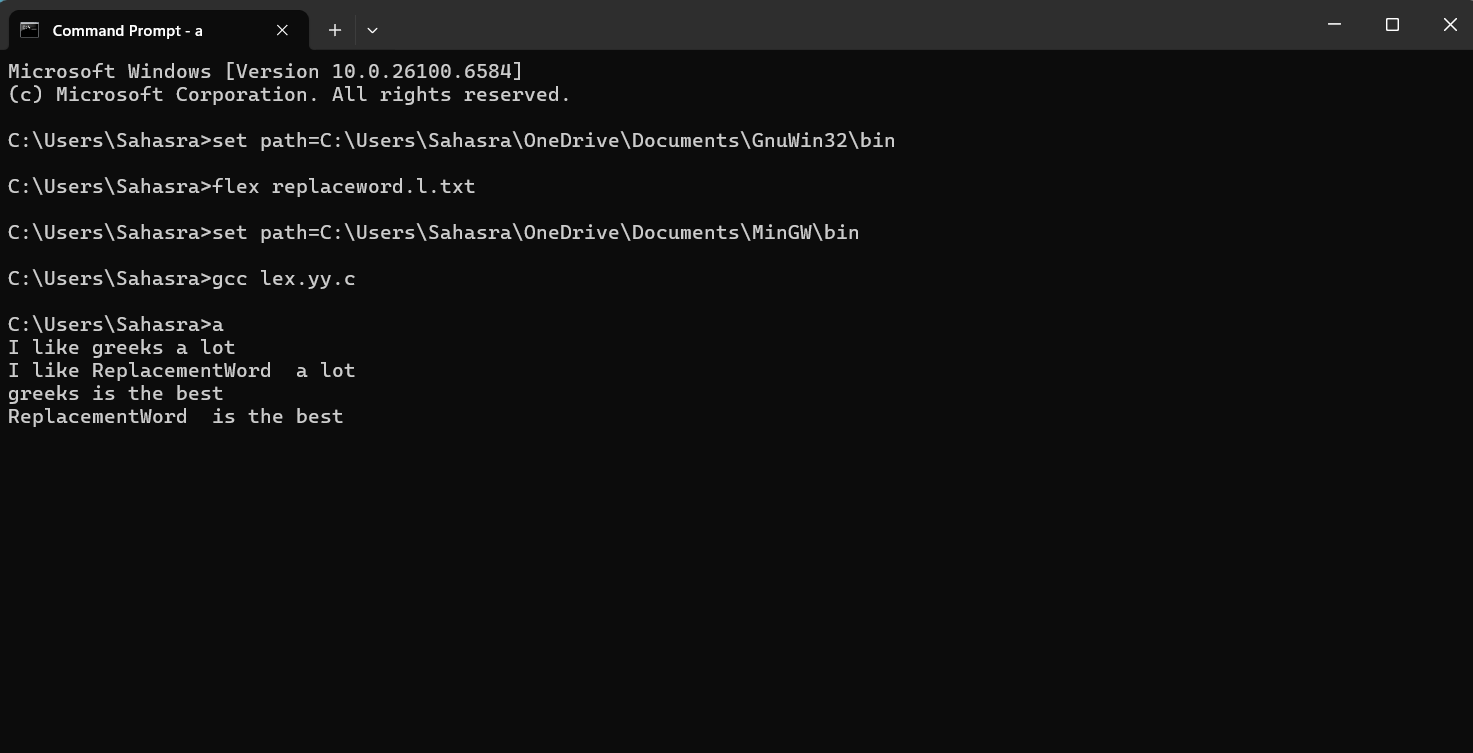 Command Prompt - a
Microsoft Windows [Version 10.0.26100.6584]
(c) Microsoft Corporation. All rights reserved.
C:\Users\Sahasra>set path=C:\Users\Sahasra\OneDrive\Documents\GnuWin32\bin
C:\Users\Sahasra>flex replaceword.l.txt
C:\Users\Sahasra>set path=C:\Users\Sahasra\OneDrive\Documents\MinGW\bin
C:\Users\Sahasra>gcc lex.yy.c
C:\Users\Sahasra>a
I like greeks a lot
I like ReplacementWord  a lot
greeks is the best
ReplacementWord  is the best